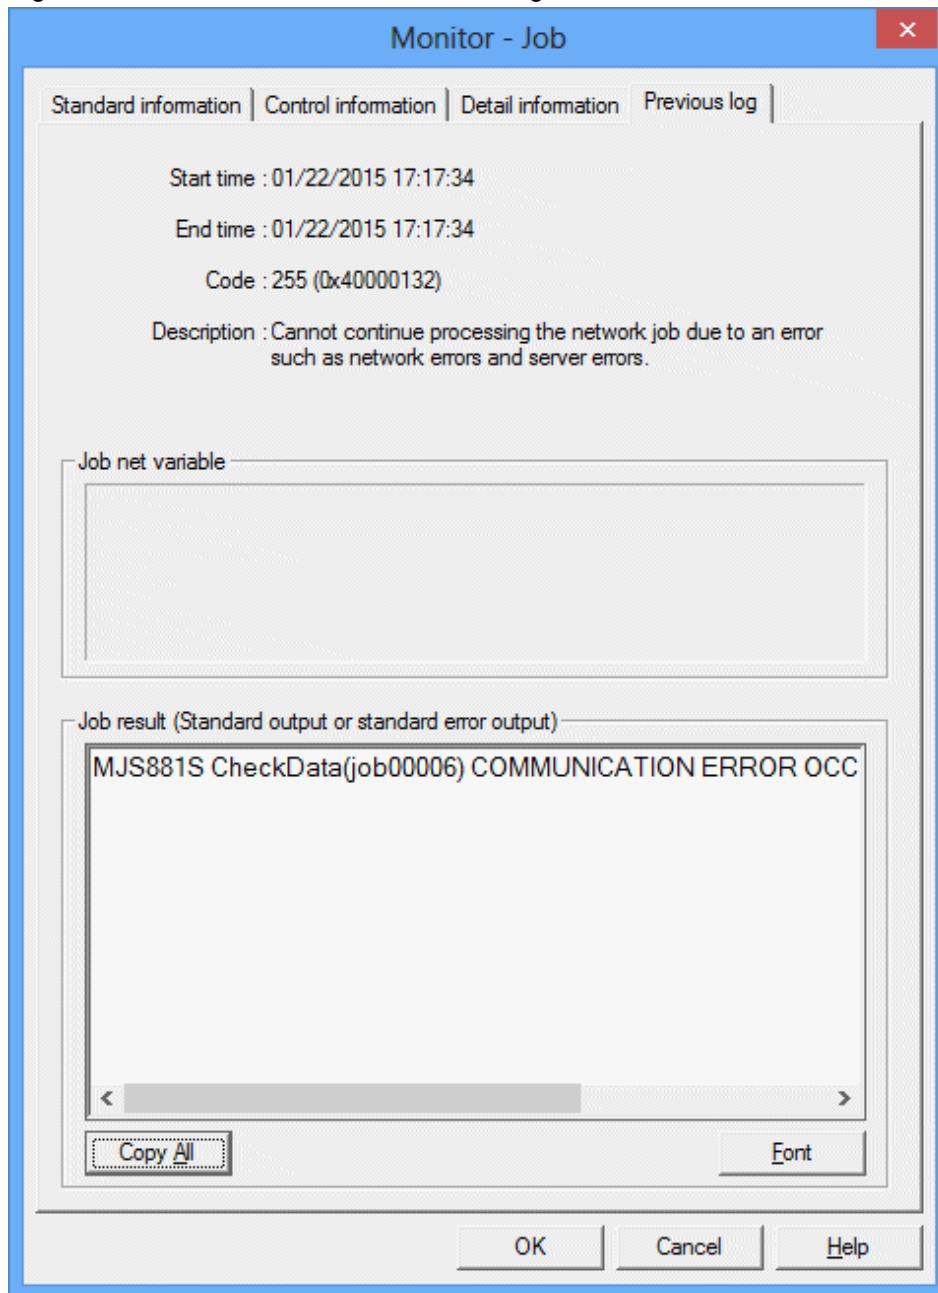 Monitor - Job
Standard information
Control information
Detail information
Previous log
Start time : 01/22/2015 17:17:34
End time : 01/22/2015 17:17:34
Code : 255 (0x40000132)
Description : Cannot continue processing the network job due to an error
such as network errors and server errors.
Job net variable
Job result (Standard output or standard error output)
MJS881S CheckData(job00006) COMMUNICATION ERROR OCC
Copy All
Font
OK
Cancel
Help